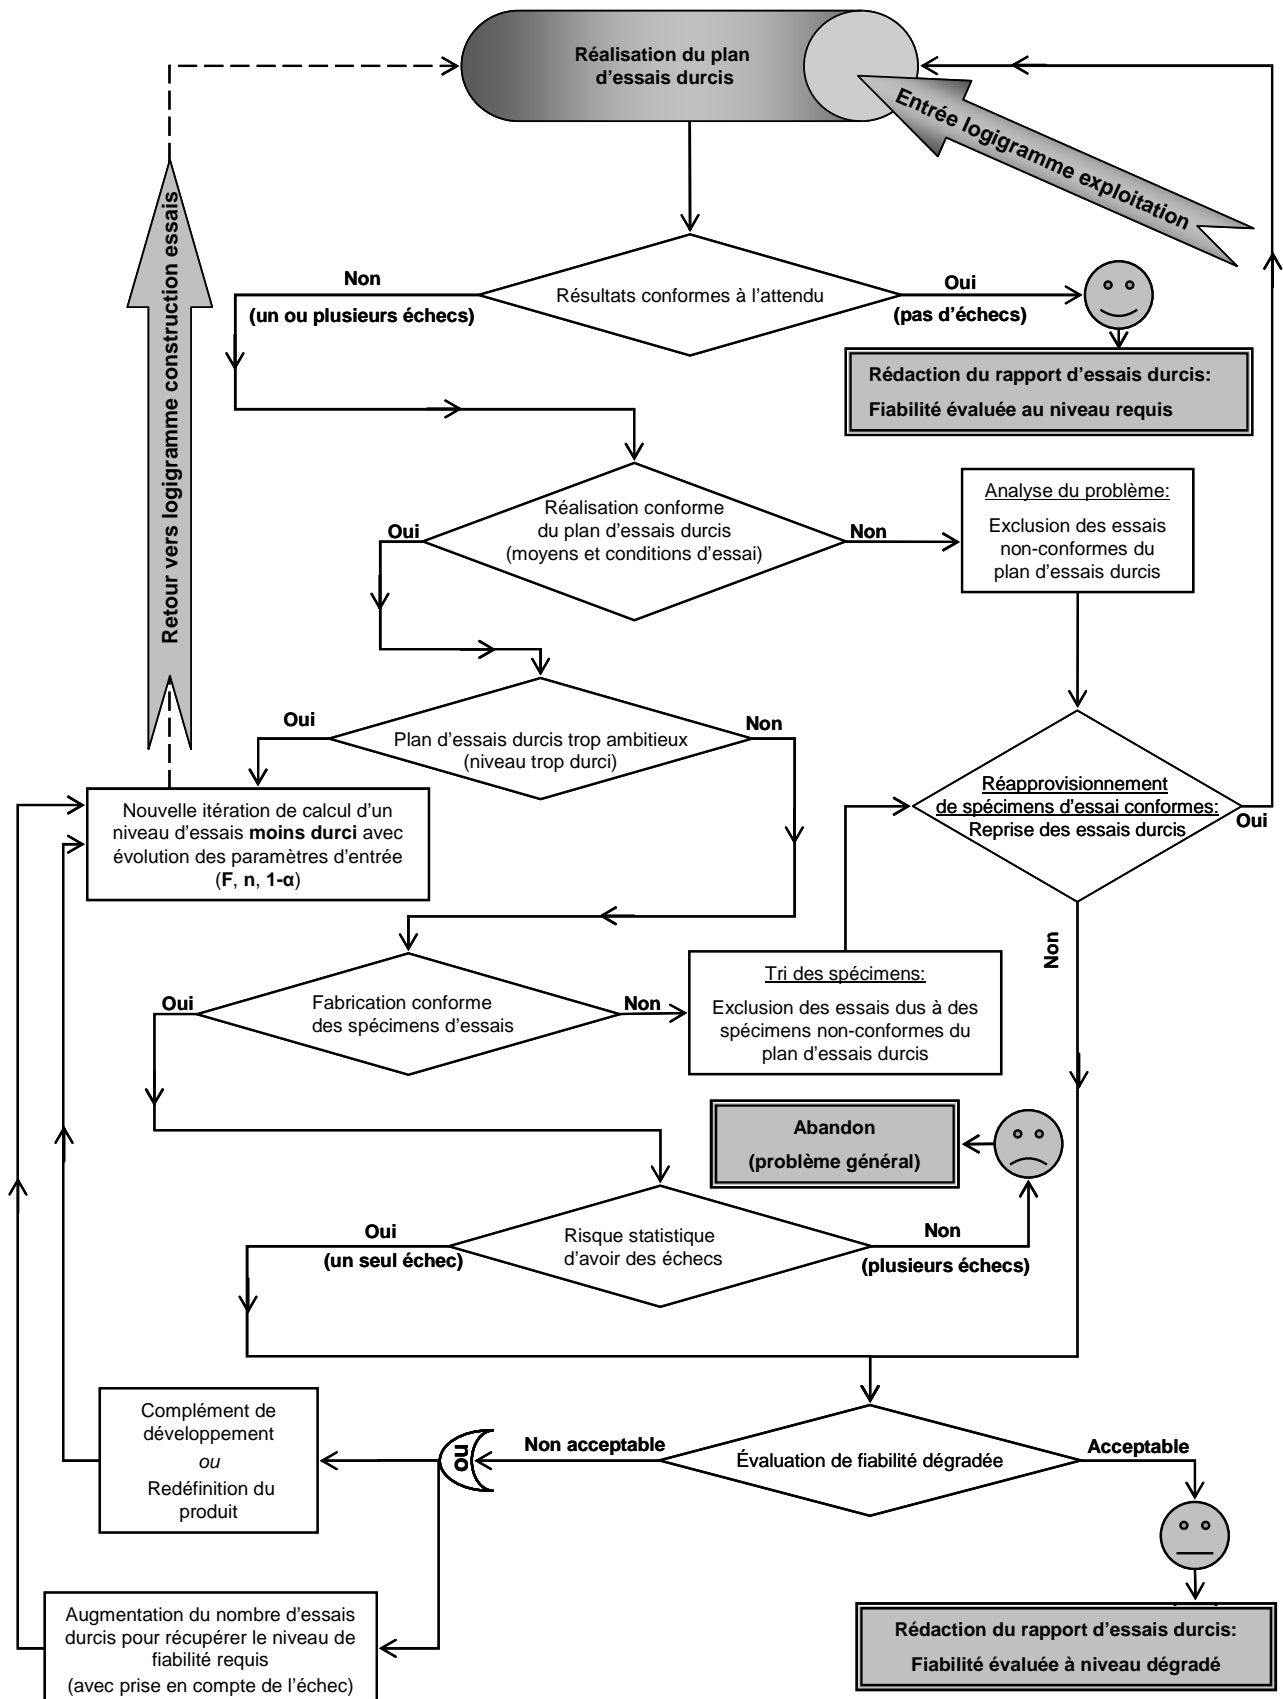 Réalisation du plan
d'essais durcis
Entrée logigramme exploitation
Retour vers logigramme construction essais
Non
(un ou plusieurs échecs)
Résultats conformes à l'attendu
Oui
(pas d'échecs)
Rédaction du rapport d'essais durcis:
Fiabilité évaluée au niveau requis
Oui
Réalisation conforme
du plan d'essais durcis
(moyens et conditions d'essai)
Non
Analyse du problème:
Exclusion des essais
non-conformes du
plan d'essais durcis
Oui
Plan d'essais durcis trop ambitieux
(niveau trop durci)
Non
Nouvelle itération de calcul d'un
niveau d'essais moins durci avec
évolution des paramètres d'entrée
(F, n, 1-α)
Réapprovisionnement
de spécimens d'essai conformes:
Reprise des essais durcis
Oui
Non
Oui
Fabrication conforme
des spécimens d'essais
Non
Tri des spécimens:
Exclusion des essais dus à des
spécimens non-conformes du
plan d'essais durcis
Abandon
(problème général)
Oui
(un seul échec)
Risque statistique
d'avoir des échecs
Non
(plusieurs échecs)
Complément de
développement
ou
Redéfinition du
produit
ou
Non acceptable
Évaluation de fiabilité dégradée
Acceptable
Augmentation du nombre d'essais
durcis pour récupérer le niveau de
fiabilité requis
(avec prise en compte de l'échec)
Rédaction du rapport d'essais durcis:
Fiabilité évaluée à niveau dégradé